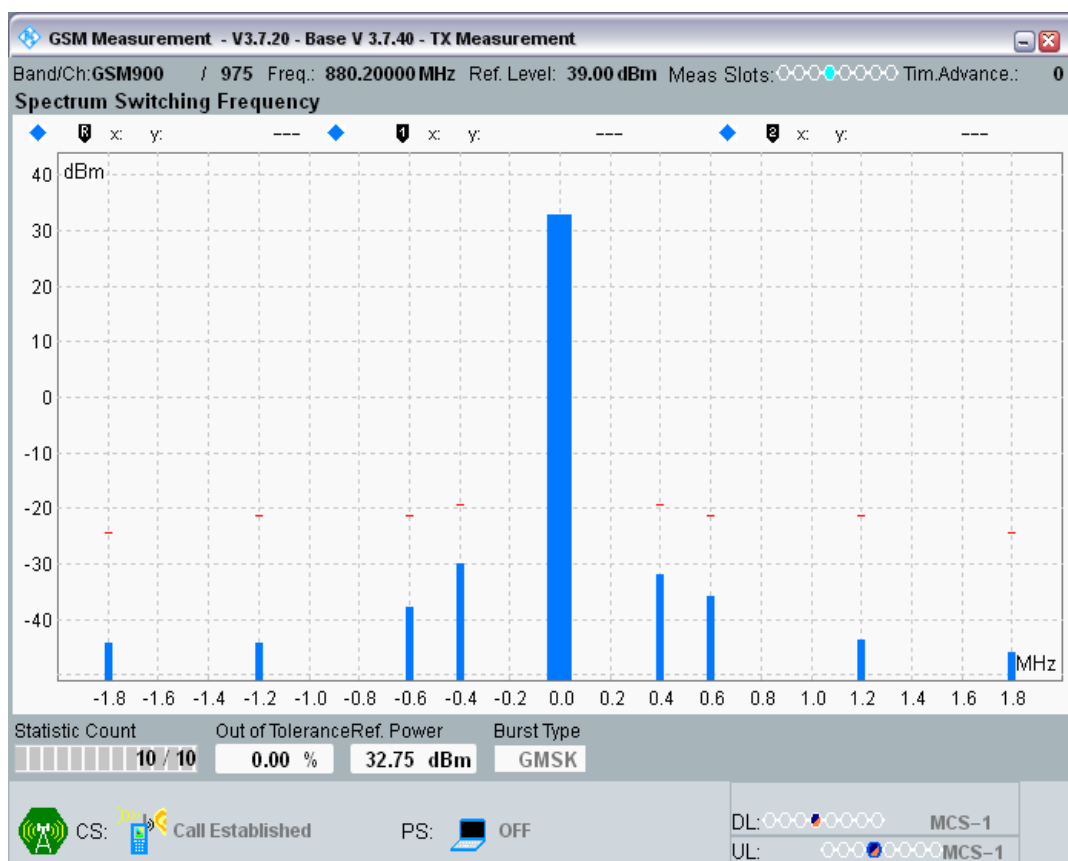 GSM Measurement - V3.7.20 - Base V 3.7.40 - TX Measurement
Band/Ch:GSM900 / 975 Freq.: 880.20000 MHz Ref. Level: 39.00 dBm Meas Slots: Tim.Advance.: 0
Spectrum Switching Frequency
R x: y: --- 1 x: y: --- 2 x: y: ---
dBm
40
30
20
10
0
-10
-20
-30
-40
MHz
-1.8 -1.6 -1.4 -1.2 -1.0 -0.8 -0.6 -0.4 -0.2 0.0 0.2 0.4 0.6 0.8 1.0 1.2 1.4 1.6 1.8
Statistic Count Out of Tolerance Ref. Power Burst Type
10 / 10 0.00 % 32.75 dBm GMSK
CS: Call Established PS: OFF DL: MCS-1
UL: MCS-1